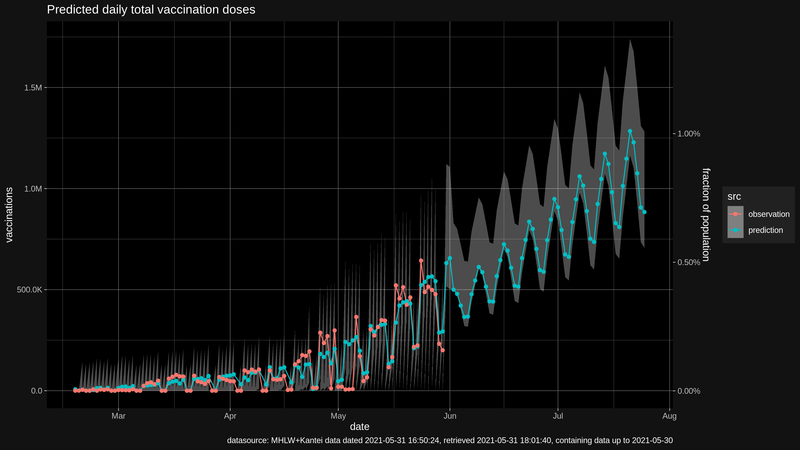 Predicted daily total vaccination doses
vaccinations
1.5M
1.0M
500.0K
0.0
1.00%
0.50%
0.00%
fraction of population
src
observation
prediction
Mar
Apr
May
Jun
Jul
Aug
date
datasource: MHLW+Kantei data dated 2021-05-31 16:50:24, retrieved 2021-05-31 18:01:40, containing data up to 2021-05-30